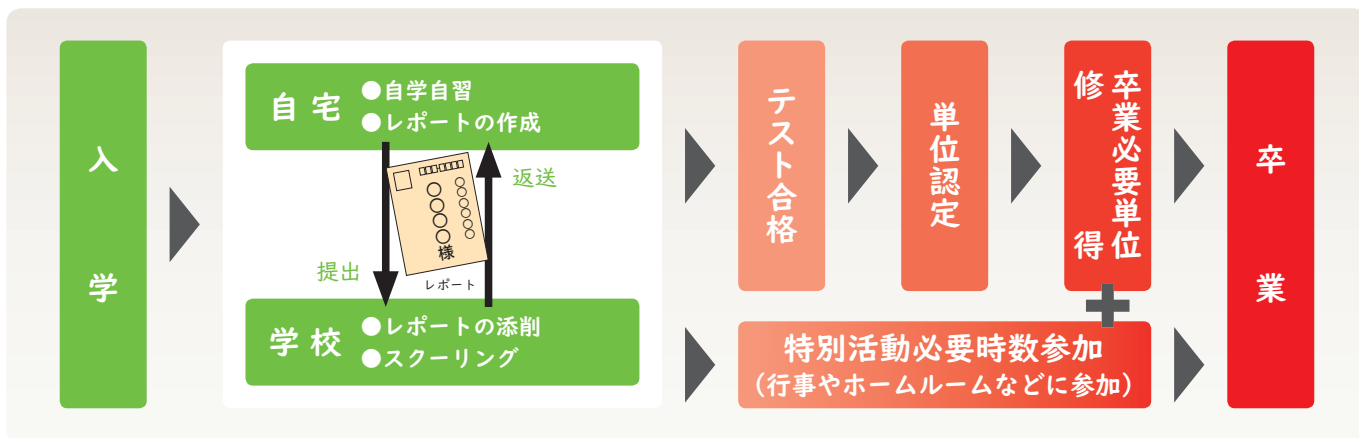 入学
自宅
●自学自習
●レポートの作成
提出
返送
○○○○○○
○○○○様
レポート
学校
●レポートの添削
●スクーリング
テスト合格
単位認定
卒業必要単位
修得
特別活動必要時数参加
（行事やホームルームなどに参加）
卒業